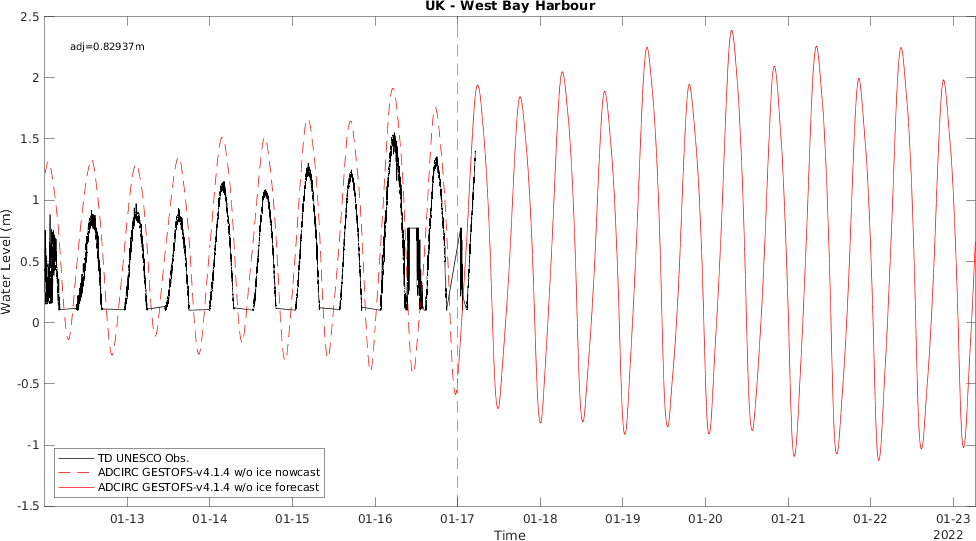 UK - West Bay Harbour
2.5
adj=0.82937m
2
1.5
1
0.5
0
-0.5
-1
-1.5
Water Level (m)
TD UNESCO Obs.
ADCIRC GESTOFS-v4.1.4 w/o ice nowcast
ADCIRC GESTOFS-v4.1.4 w/o ice forecast
01-13 01-14 01-15 01-16 01-17 01-18 01-19 01-20 01-21 01-22 01-23
Time
2022